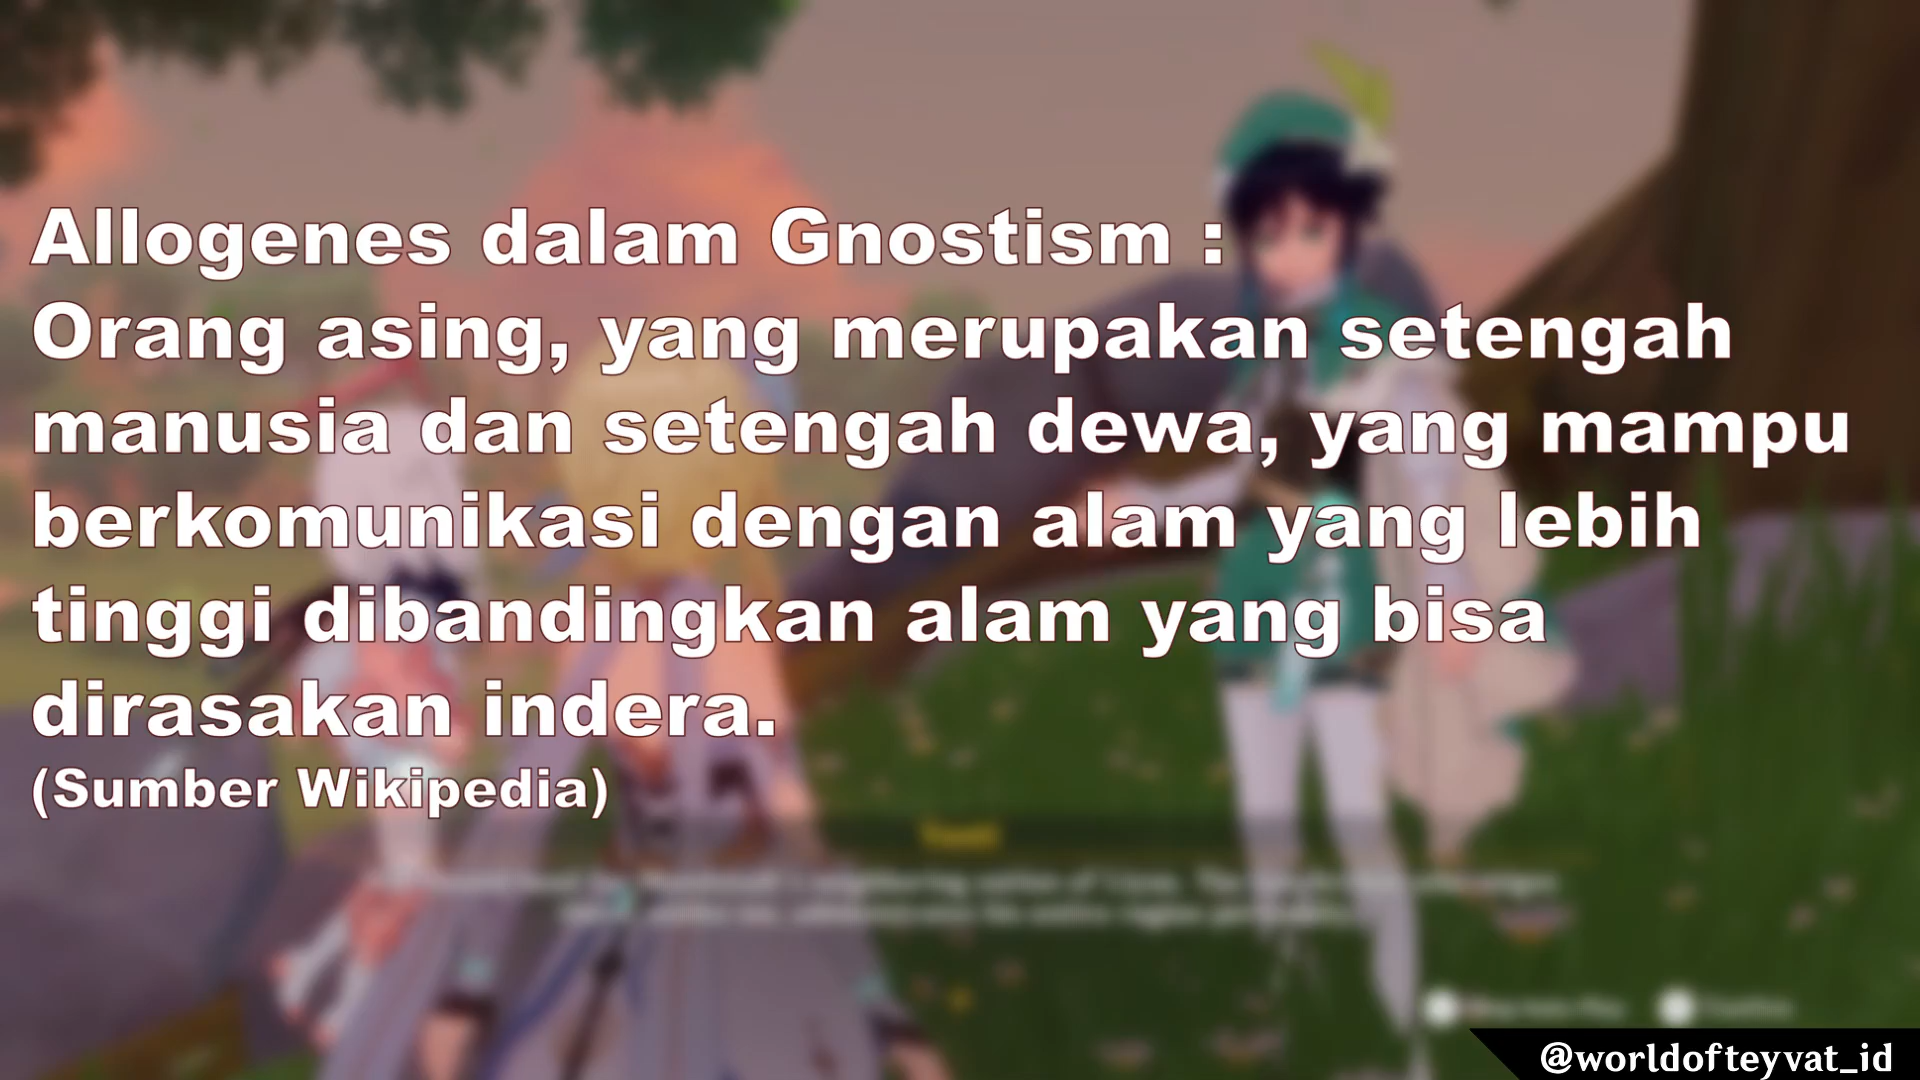 Allogenes dalam Gnostism :
Orang asing, yang merupakan setengah
manusia dan setengah dewa, yang mampu
berkomunikasi dengan alam yang lebih
tinggi dibandingkan alam yang bisa
dirasakan indera.
(Sumber Wikipedia)
@worldofteyvat_id